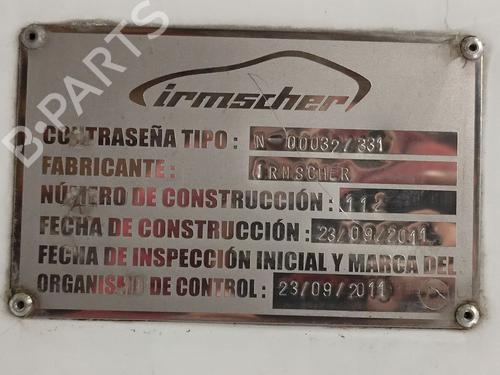 irmscher
CONTRASEÑA TIPO : N 00032/331
FABRICANTE : IRMSCHER
NÚMERO DE CONSTRUCCIÓN : 112
FECHA DE CONSTRUCCIÓN : 23/09/2011
FECHA DE INSPECCIÓN INICIAL Y MARCA DEL
ORGANISMO DE CONTROL : 23/09/2011
B-PARTS